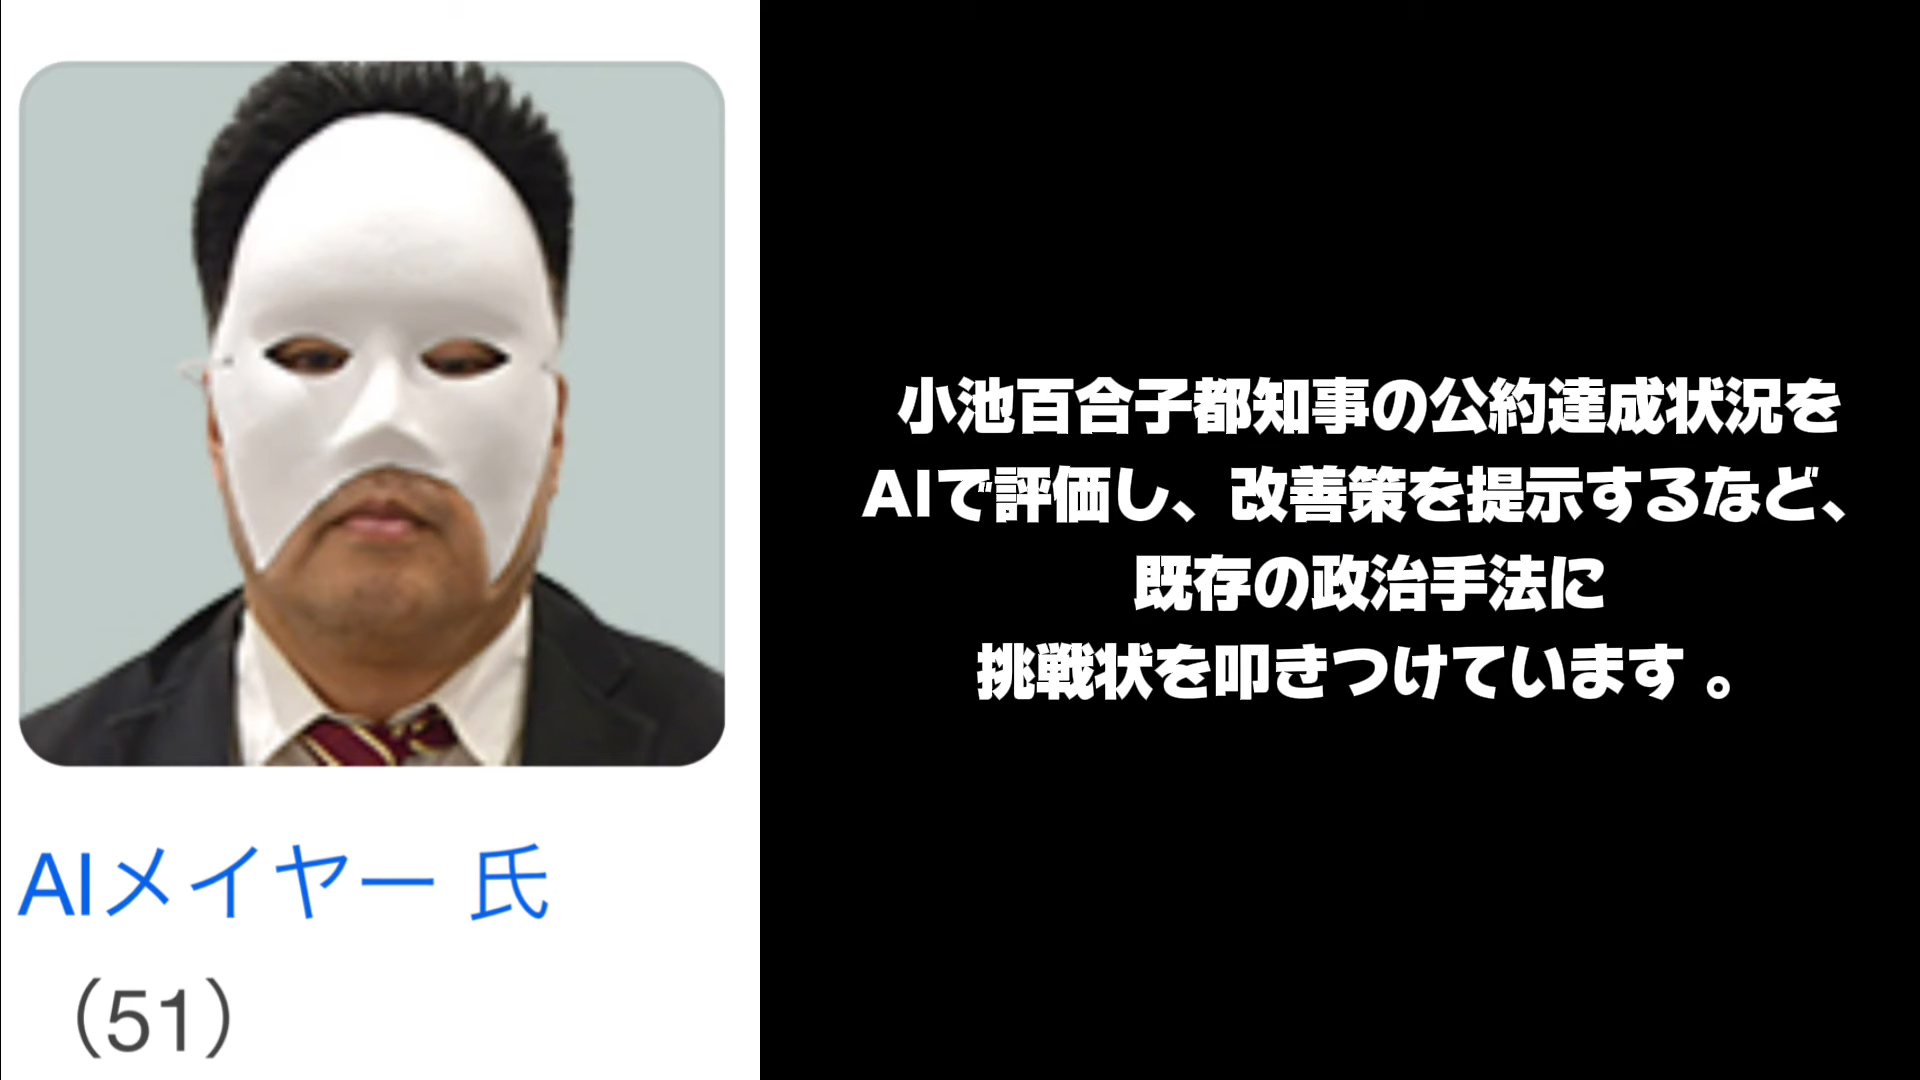 AIメイヤー 氏
（51）
小池百合子都知事の公約達成状況を
AIで評価し、改善策を提示するなど、
既存の政治手法に
挑戦状を叩きつけています 。